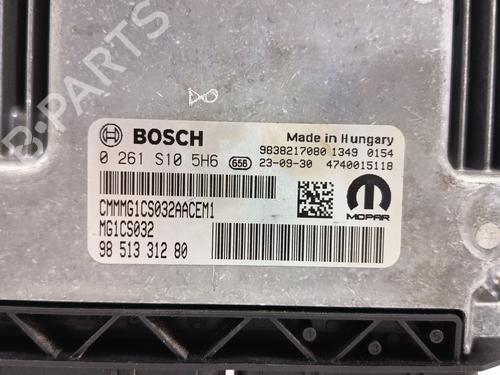 BOSCH
Made in Hungary
9838217080 1349 0154
0 261 S10 5H6 656 23-09-30 4740015118
CMMMG1CS032AACEM1
MG1CS032
98 513 312 80
MOPAR
B-PARTS